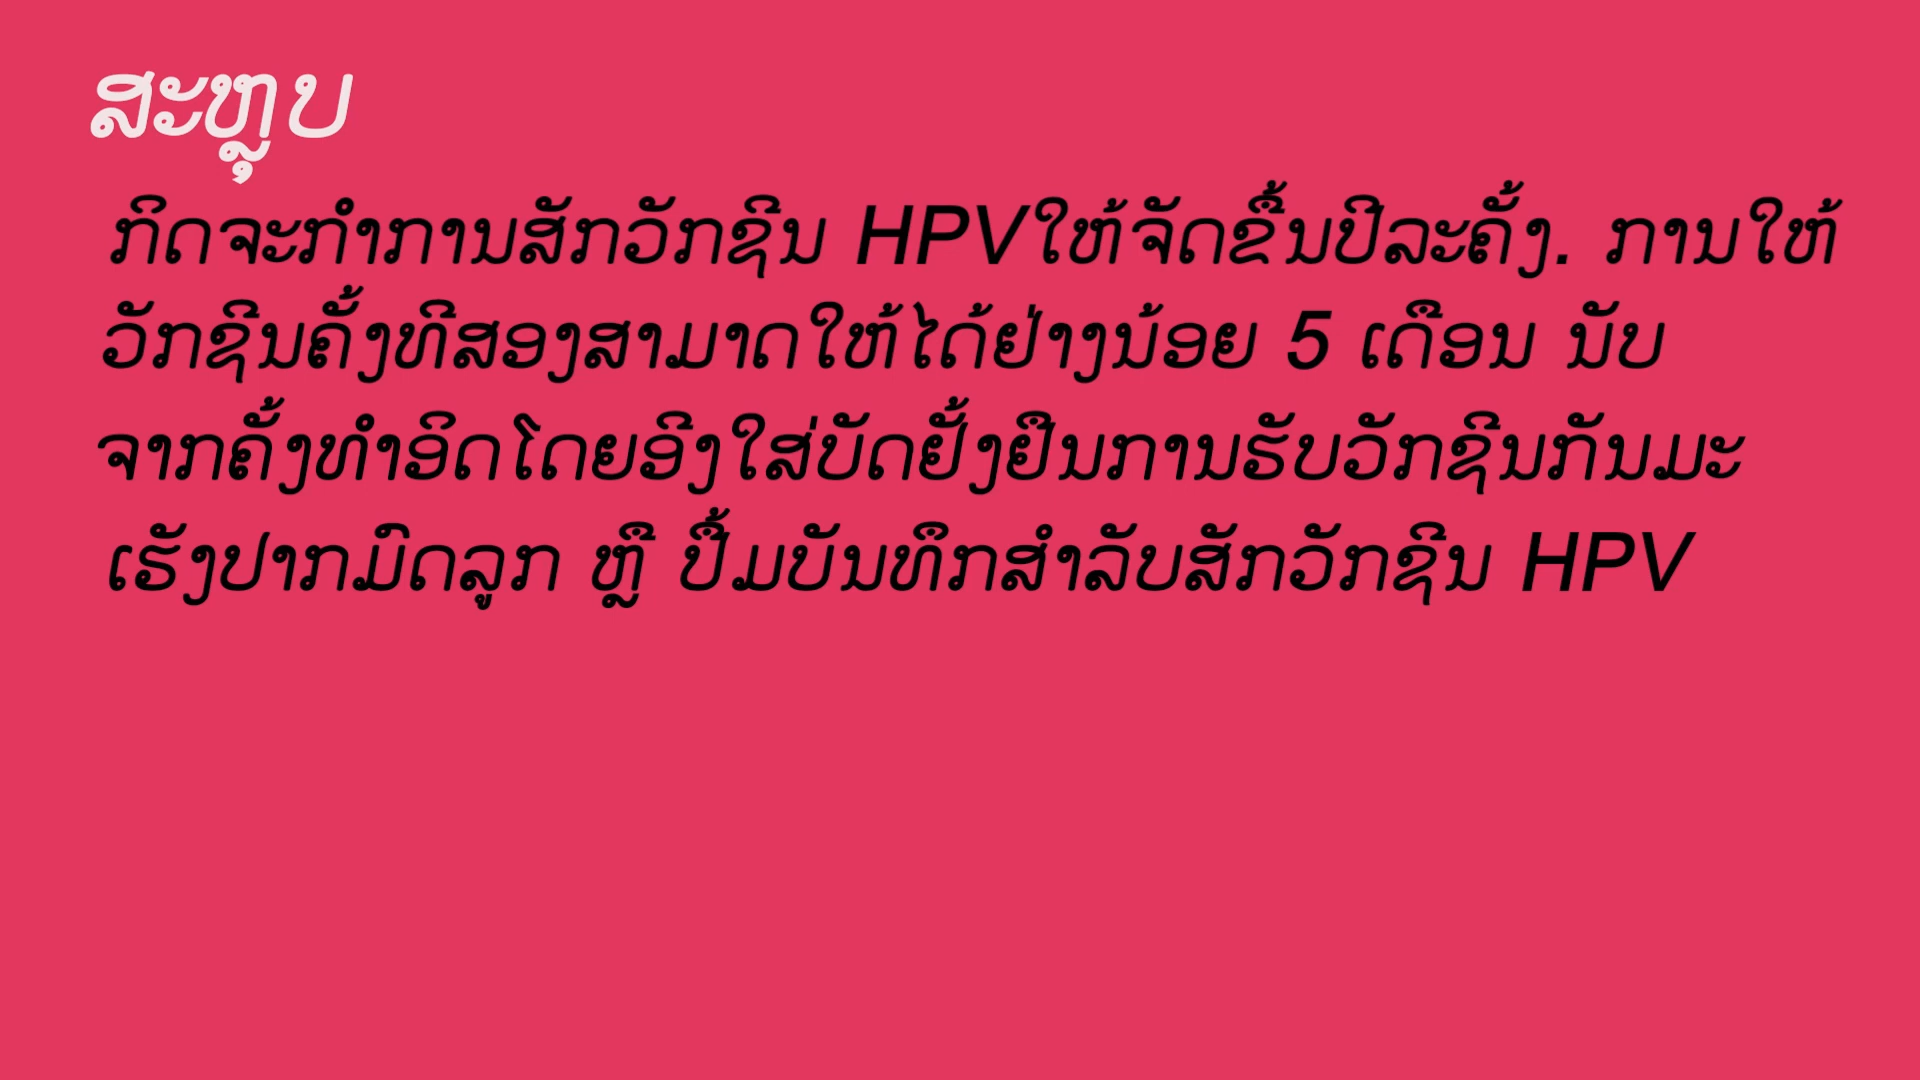 ສະຫຼຸບ
ກິດຈະກຳການສັກວັກຊີນ HPVໃຫ້ຈັດຂຶ້ນປີລະຄັ້ງ. ການໃຫ້
ວັກຊີນຄັ້ງທີສອງສາມາດໃຫ້ໄດ້ຢ່າງນ້ອຍ 5 ເດືອນ ນັບ
ຈາກຄັ້ງທຳອິດໂດຍອີງໃສ່ບັດຢັ້ງຢືນການຮັບວັກຊີນກັນມະ
ເຮັງປາກມົດລູກ ຫຼື ປື້ມບັນທຶກສຳລັບສັກວັກຊີນ HPV